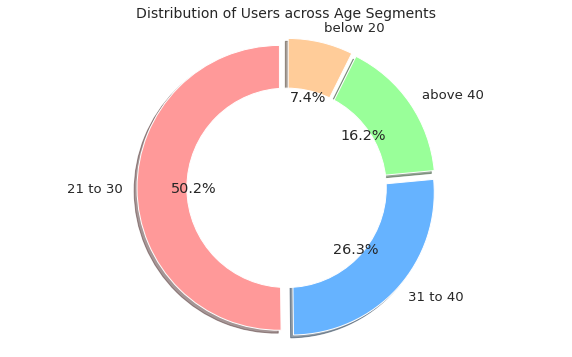 Distribution of Users across Age Segments
below 20
7.4%
above 40
16.2%
21 to 30
50.2%
26.3%
31 to 40